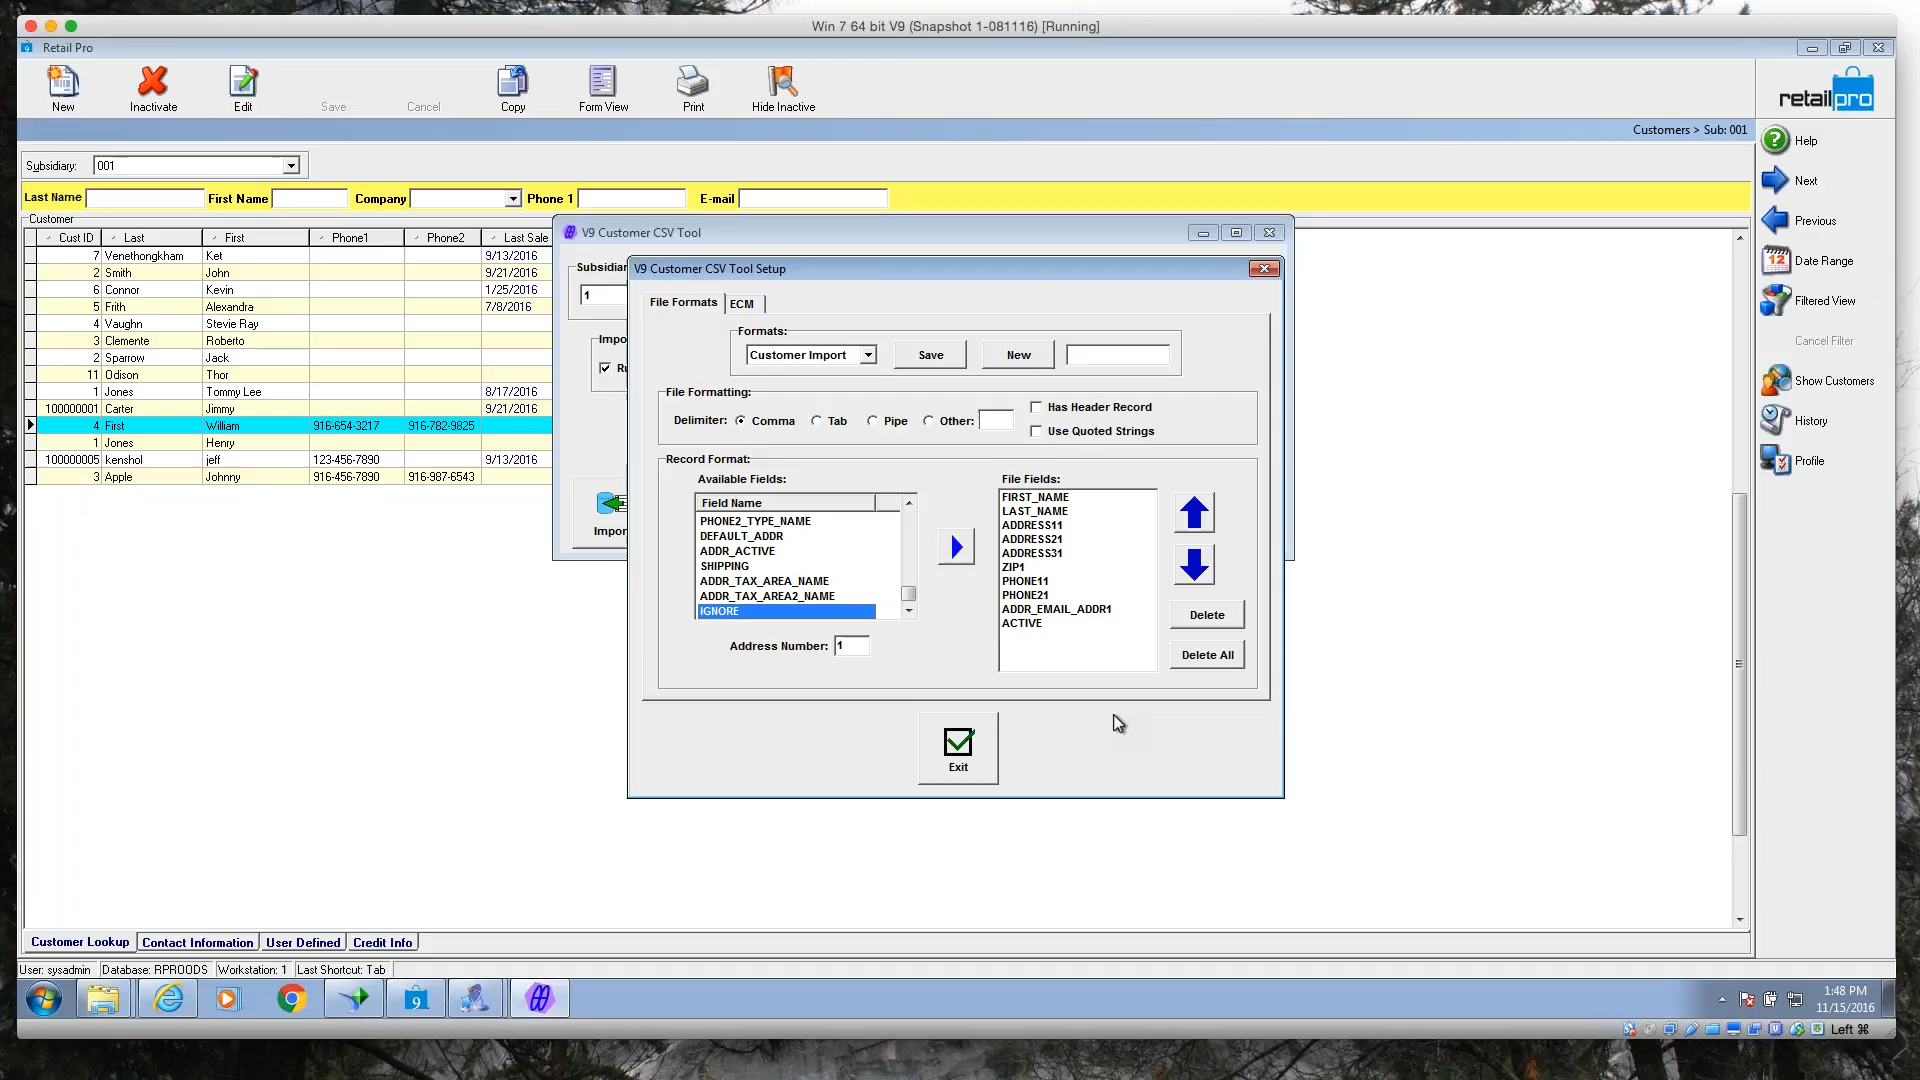 Win 7 64 bit V9 (Snapshot 1-081116) [Running]
Retail Pro
New
Inactivate
Edit
Save
Cancel
Copy
Form View
Print
Hide Inactive
retailpro
Customers > Sub: 001
Subsidiary: 001
Last Name First Name Company Phone 1 E-mail
Customer
Cust ID Last First Phone1 Phone2 Last Sale
7 Venethongkham Ket 9/13/2016
2 Smith John 9/21/2016
6 Connor Kevin 1/25/2016
5 Frith Alexandra 7/8/2016
4 Vaughn Stevie Ray
3 Clemente Roberto
2 Sparrow Jack
11 Odison Thor
1 Jones Tommy Lee 8/17/2016
100000001 Carter Jimmy 9/21/2016
4 First William 916-654-3217 916-782-9825
1 Jones Henry
100000005 kenshol jeff 123-456-7890 9/13/2016
3 Apple Johnny 916-456-7890 916-987-6543
V9 Customer CSV Tool
Subsidiar
1
Impo
Ru
Impor
V9 Customer CSV Tool Setup
File Formats ECM
Formats:
Customer Import Save New
File Formatting:
Delimiter: Comma Tab Pipe Other:
Has Header Record
Use Quoted Strings
Record Format:
Available Fields:
Field Name
PHONE2_TYPE_NAME
DEFAULT_ADDR
ADDR_ACTIVE
SHIPPING
ADDR_TAX_AREA_NAME
ADDR_TAX_AREA2_NAME
IGNORE
Address Number: 1
File Fields:
FIRST_NAME
LAST_NAME
ADDRESS11
ADDRESS21
ADDRESS31
ZIP1
PHONE11
PHONE21
ADDR_EMAIL_ADDR1
ACTIVE
Delete
Delete All
Exit
Help
Next
Previous
12
Date Range
Filtered View
Cancel Filter
Show Customers
History
Profile
Customer Lookup Contact Information User Defined Credit Info
User: sysadmin Database: RPROODS Workstation: 1 Last Shortcut: Tab
9
1:48 PM
11/15/2016
Left ⌘